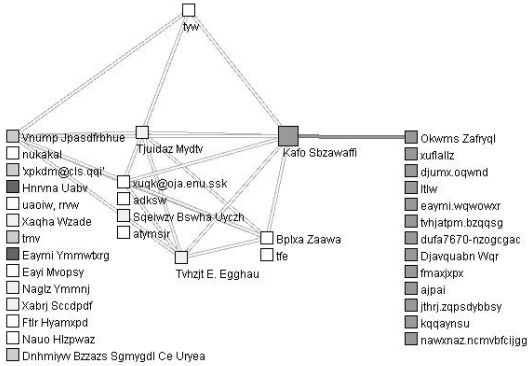 tyw
Vnump Jpasdfrbhue
nukakal
'xpkdm@cls.qqi'
Hnrvna Uabv
uaoiw, rrvw
Xaqha Wzade
tmv
Eaymi Ymmwbxrg
Eayi Mvopsy
Naglz Ymmnj
Xabrj Sccdpdf
Ftlr Hyamxpd
Nauo Hlzpwaz
Dnhmiyw Bzzazs Sgmygdl Ce Uryea
Tjuidaz Mydtv
xuqk@oja.enu.ssk
adksw
Sqeiwzv Bswha Uyczh
atymsjr
Tvhzjt E. Egghau
Kafo Sbzawaffi
Bplxa Zaawa
tfe
Okwms Zafryql
xuflallz
djumx.oqwnd
ltlw
eaymi.wqwowxr
tvhjatpm.bzqqsg
dufa7670-nzogcgac
Djavquabn Wqr
fmaxjxpx
ajpai
jthrj.zqpsdybbsy
kqqaynsu
nawxnaz.ncmvbfcijgg